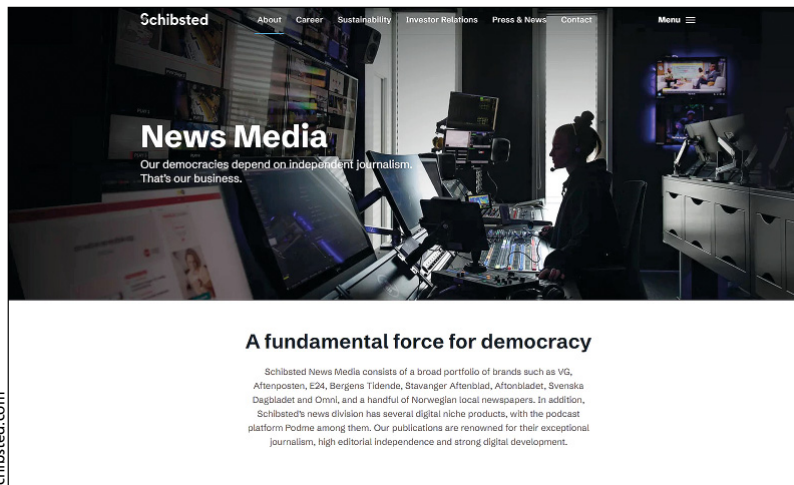 Schibsted
About Career Sustainability Investor Relations Press & News Contact Menu
News Media
Our democracies depend on independent journalism.
That's our business.
A fundamental force for democracy
Schibsted News Media consists of a broad portfolio of brands such as VG,
Aftenposten, E24, Bergens Tidende, Stavanger Aftenblad, Aftonbladet, Svenska
Dagbladet and Omni, and a handful of Norwegian local newspapers. In addition,
Schibsted's news division has several digital niche products, with the podcast
platform Podme among them. Our publications are renowned for their exceptional
journalism, high editorial independence and strong digital development.